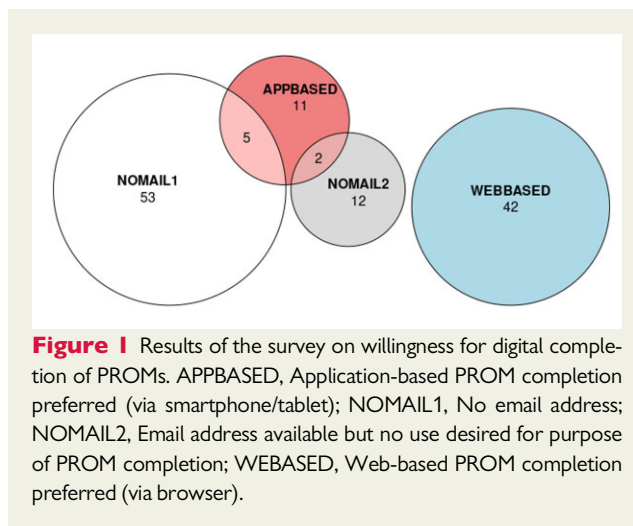 APPBASED
11
5
2
NOMAIL1
53
NOMAIL2
12
WEBBASED
42
Figure 1 Results of the survey on willingness for digital comple-
tion of PROMs. APPBASED, Application-based PROM completion
preferred (via smartphone/tablet); NOMAIL1, No email address;
NOMAIL2, Email address available but no use desired for purpose
of PROM completion; WEBASED, Web-based PROM completion
preferred (via browser).